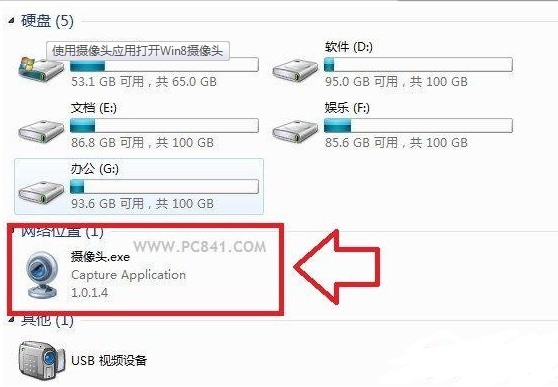 硬盘 (5)
使用摄像头应用打开Win8摄像头
53.1 GB 可用，共 65.0 GB
软件 (D:)
95.0 GB 可用，共 100 GB
文档 (E:)
86.8 GB 可用，共 100 GB
娱乐 (F:)
85.6 GB 可用，共 100 GB
办公 (G:)
93.6 GB 可用，共 100 GB
网络位置 (1)
WWW.PC841.COM
摄像头.exe
Capture Application
1.0.1.4
其他 (1)
USB 视频设备